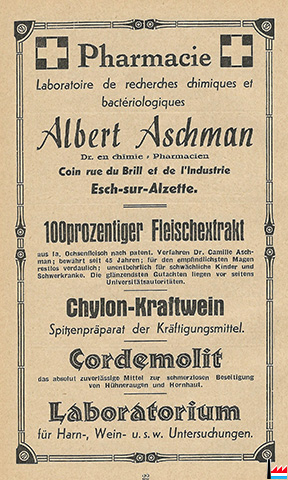 Pharmacie
Laboratoire de recherches chimiques et
bactériologiques
Albert Aschman
Dr. en chimie - Pharmacien
Coin rue du Brill et de l'Industrie
Esch-sur-Alzette.
100prozentiger Fleischextrakt
aus Ia. Ochsenfleisch nach patent. Verfahren Dr. Camille Asch-
man; bewährt seit 45 Jahren; für den empfindlichsten Magen
restlos verdaulich; unentbehrlich für schwächliche Kinder und
Schwerkranke. Die glänzendsten Gutachten liegen vor seitens
Universitätsautoritäten.
Chylon-Kraftwein
Spitzenpräparat der Kräftigungsmittel.
Cordemolit
das absolut zuverlässige Mittel zur schmerzlosen Beseitigung
von Hühneraugen und Hornhaut.
Laboratorium
für Harn-, Wein- u. s. w. Untersuchungen.